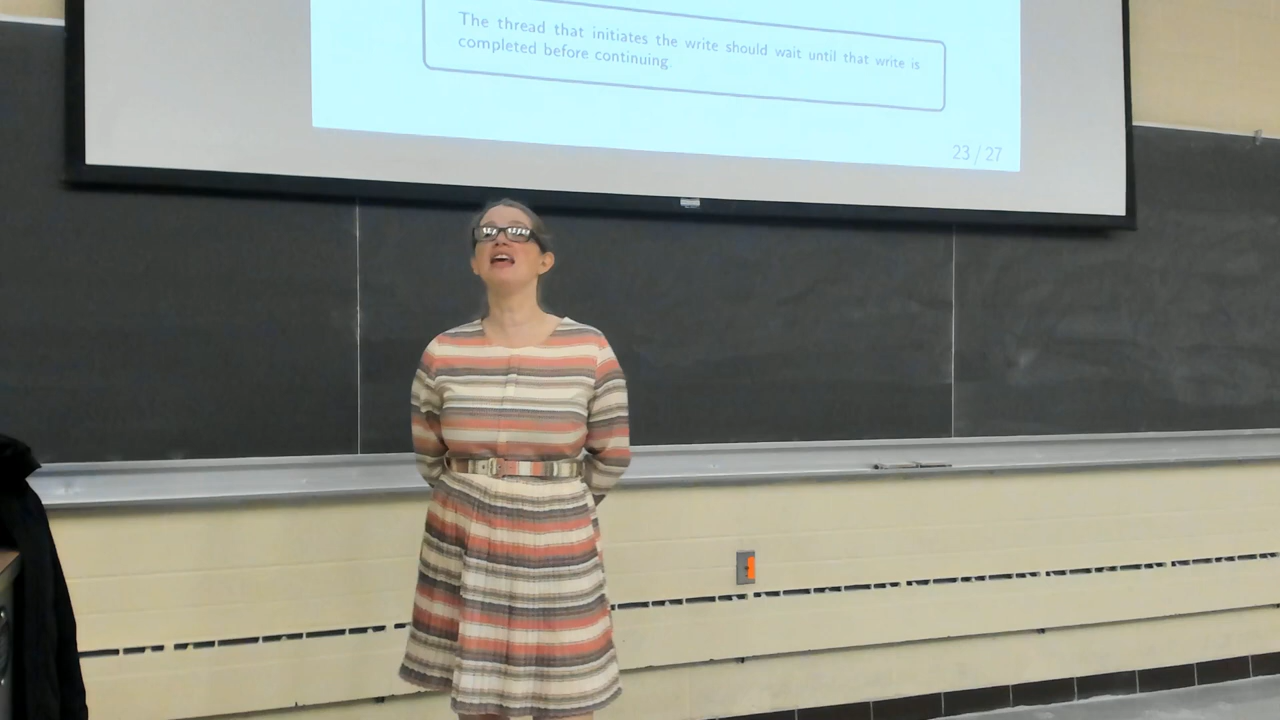 The thread that initiates the write should wait until that write is
completed before continuing.
23 / 27